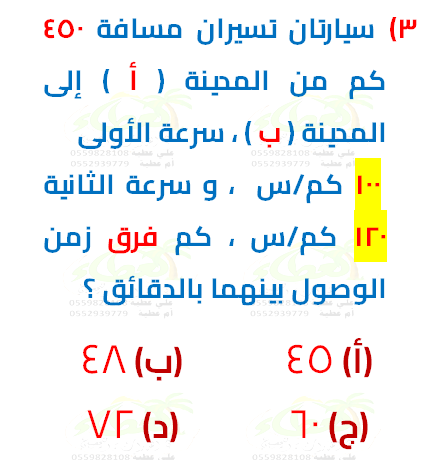 ٣) سيارتان تسيران مسافة ٤٥٠
كم من المدينة ( أ ) إلى
المدينة ( ب ) ، سرعة الأولى
١٠٠ كم/س ، و سرعة الثانية
١٢٠ كم/س ، كم فرق زمن
الوصول بينهما بالدقائق ؟
(أ) ٤٥ (ب) ٤٨
(ج) ٦٠ (د) ٧٢